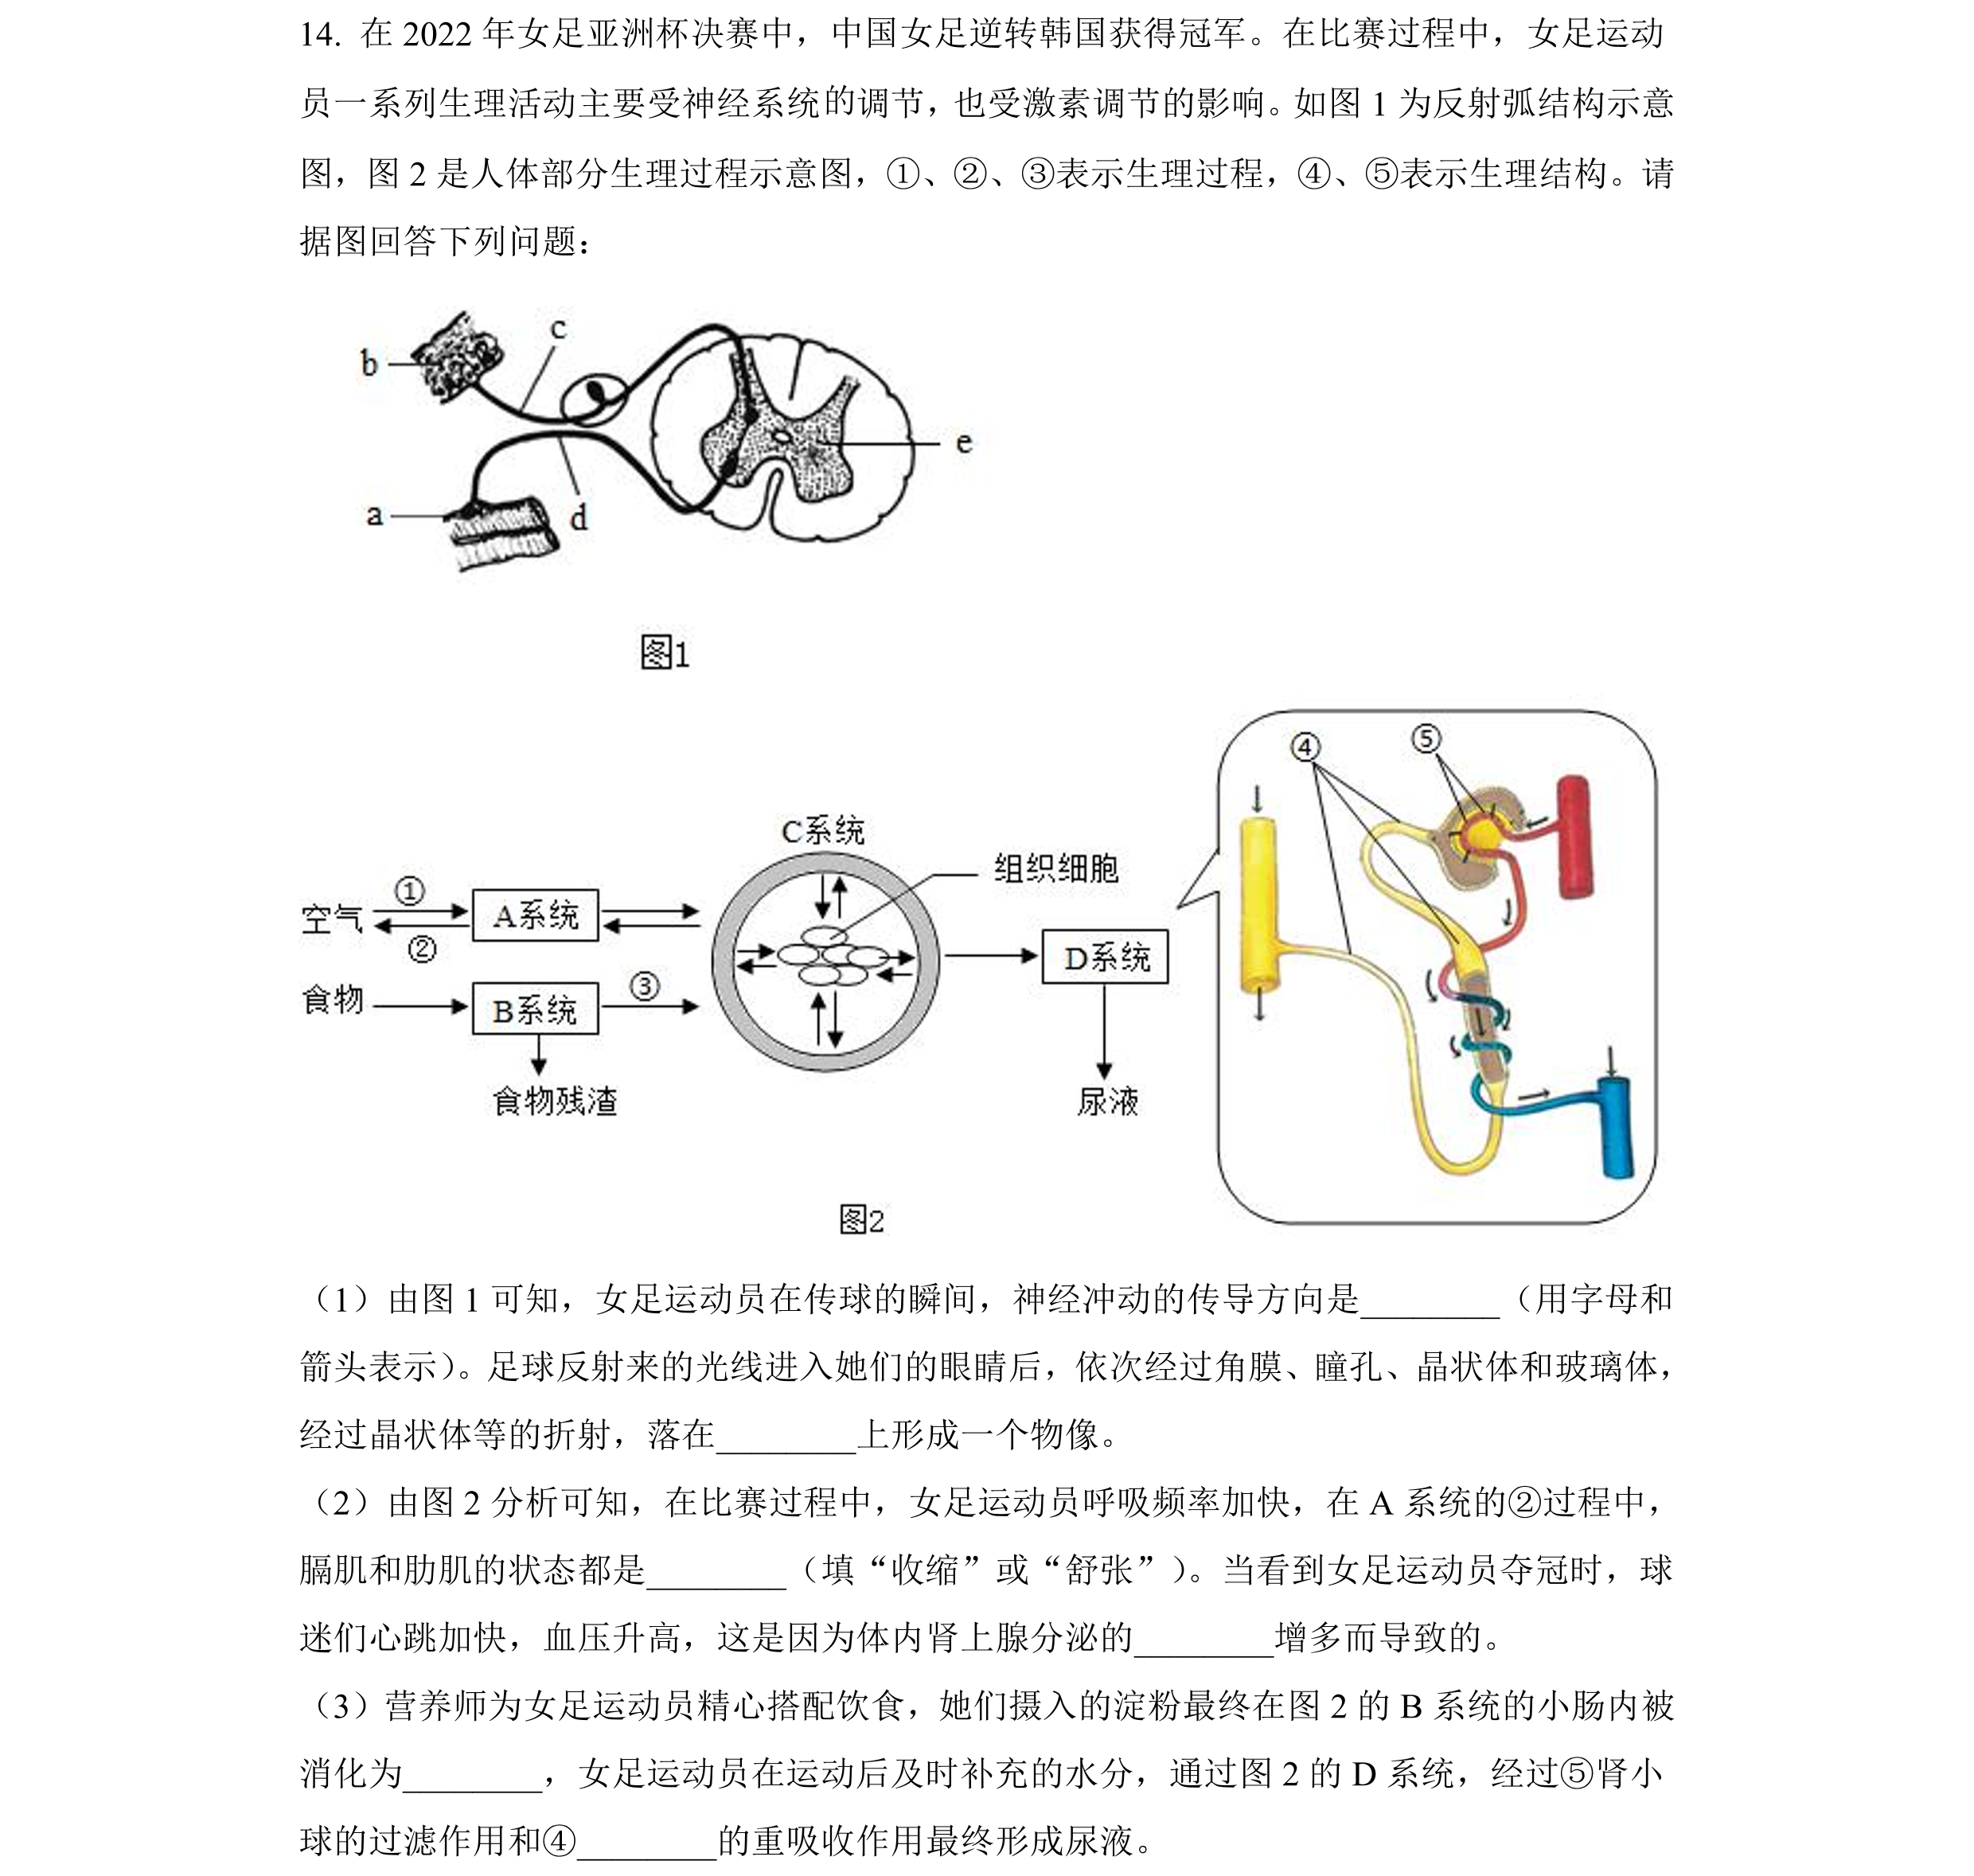 14. 在 2022 年女足亚洲杯决赛中，中国女足逆转韩国获得冠军。在比赛过程中，女足运动
员一系列生理活动主要受神经系统的调节，也受激素调节的影响。如图 1 为反射弧结构示意
图，图 2 是人体部分生理过程示意图，①、②、③表示生理过程，④、⑤表示生理结构。请
据图回答下列问题：
b
c
e
a
d
图1
④
⑤
C系统
组织细胞
空气
①
A系统
②
D系统
食物
B系统
③
食物残渣
尿液
图2
（1）由图 1 可知，女足运动员在传球的瞬间，神经冲动的传导方向是________（用字母和
箭头表示）。足球反射来的光线进入她们的眼睛后，依次经过角膜、瞳孔、晶状体和玻璃体，
经过晶状体等的折射，落在________上形成一个物像。
（2）由图 2 分析可知，在比赛过程中，女足运动员呼吸频率加快，在 A 系统的②过程中，
膈肌和肋肌的状态都是________（填“收缩”或“舒张”）。当看到女足运动员夺冠时，球
迷们心跳加快，血压升高，这是因为体内肾上腺分泌的________增多而导致的。
（3）营养师为女足运动员精心搭配饮食，她们摄入的淀粉最终在图 2 的 B 系统的小肠内被
消化为________，女足运动员在运动后及时补充的水分，通过图 2 的 D 系统，经过⑤肾小
球的过滤作用和④________的重吸收作用最终形成尿液。